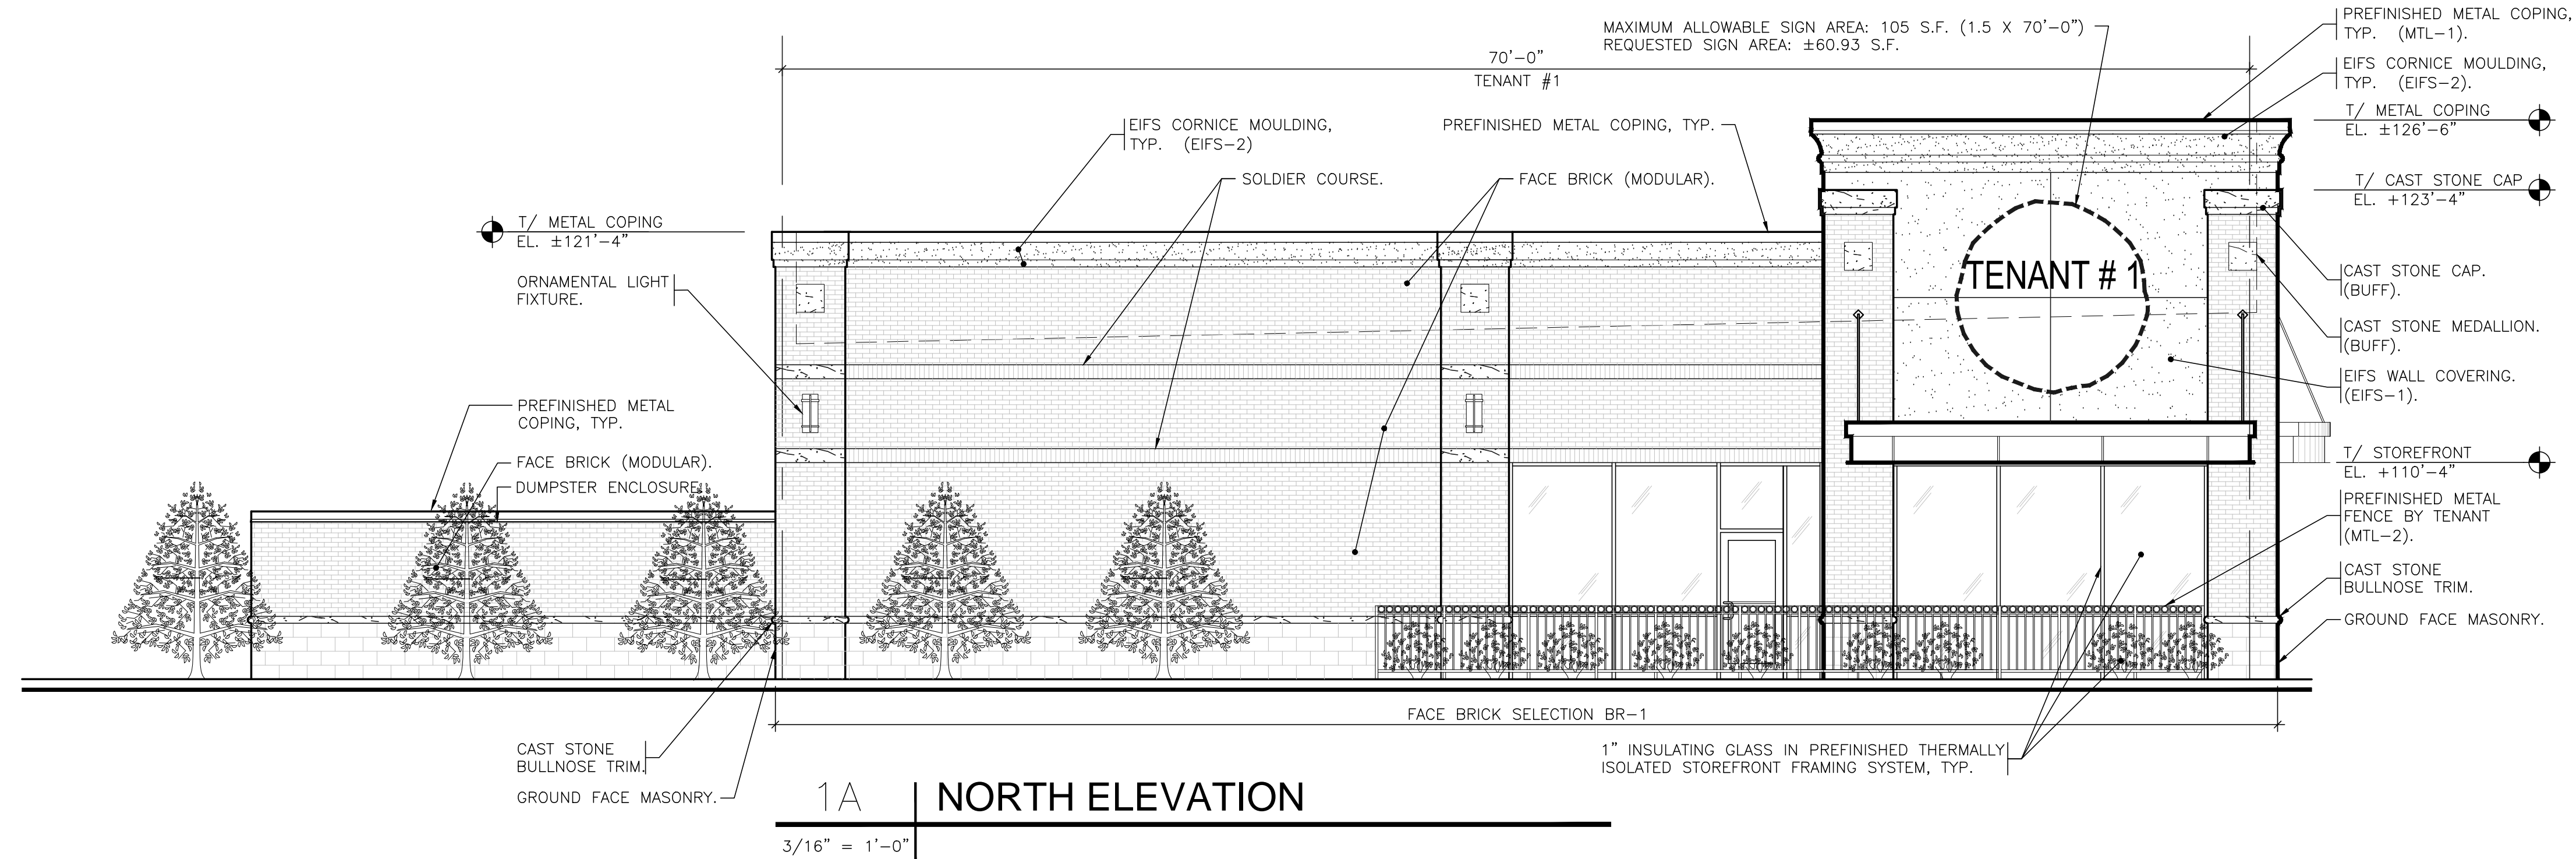 MAXIMUM ALLOWABLE SIGN AREA: 105 S.F. (1.5 X 70'-0")
REQUESTED SIGN AREA: ±60.93 S.F.
PREFINISHED METAL COPING,
TYP. (MTL-1).
70'-0"
TENANT #1
EIFS CORNICE MOULDING,
TYP. (EIFS-2).
T/ METAL COPING
EL. ±126'-6"
EIFS CORNICE MOULDING,
TYP. (EIFS-2)
PREFINISHED METAL COPING, TYP.
SOLDIER COURSE.
FACE BRICK (MODULAR).
T/ CAST STONE CAP
EL. +123'-4"
T/ METAL COPING
EL. ±121'-4"
ORNAMENTAL LIGHT
FIXTURE.
TENANT # 1
CAST STONE CAP.
(BUFF).
CAST STONE MEDALLION.
(BUFF).
EIFS WALL COVERING.
(EIFS-1).
PREFINISHED METAL
COPING, TYP.
FACE BRICK (MODULAR).
DUMPSTER ENCLOSURE
T/ STOREFRONT
EL. +110'-4"
PREFINISHED METAL
FENCE BY TENANT
(MTL-2).
CAST STONE
BULLNOSE TRIM.
GROUND FACE MASONRY.
FACE BRICK SELECTION BR-1
CAST STONE
BULLNOSE TRIM.
GROUND FACE MASONRY.
1" INSULATING GLASS IN PREFINISHED THERMALLY
ISOLATED STOREFRONT FRAMING SYSTEM, TYP.
1A
NORTH ELEVATION
3/16" = 1'-0"